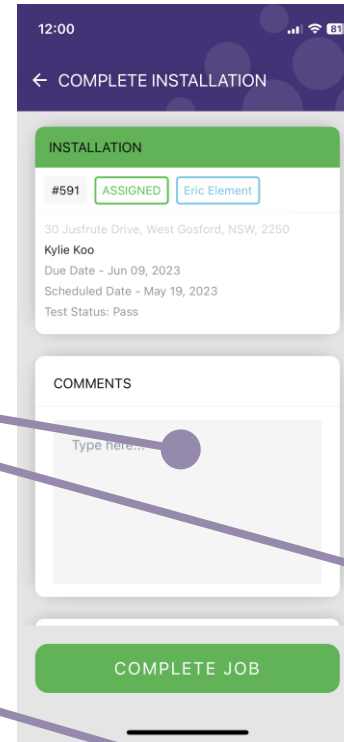 12:00
81
← COMPLETE INSTALLATION
INSTALLATION
#591 ASSIGNED Eric Element
30 Jusfrute Drive, West Gosford, NSW, 2250
Kylie Koo
Due Date - Jun 09, 2023
Scheduled Date - May 19, 2023
Test Status: Pass
COMMENTS
Type here...
COMPLETE JOB